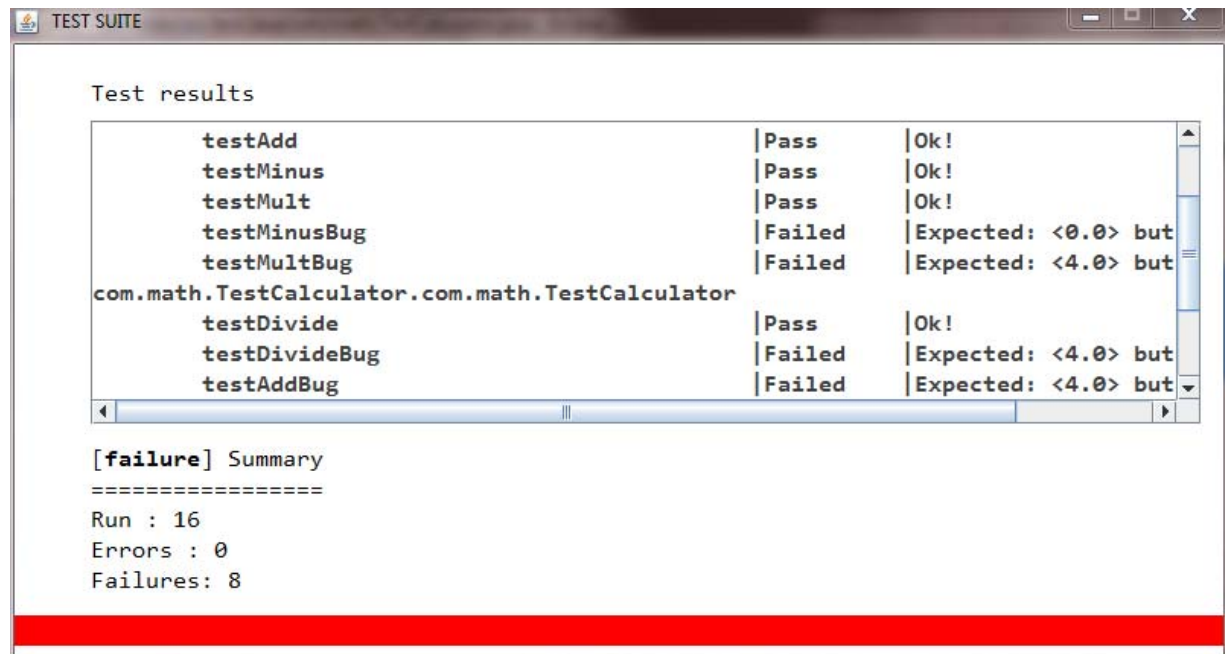 TEST SUITE
Test results
testAdd |Pass |Ok!
testMinus |Pass |Ok!
testMult |Pass |Ok!
testMinusBug |Failed |Expected: <0.0> but
testMultBug |Failed |Expected: <4.0> but
com.math.TestCalculator.com.math.TestCalculator
testDivide |Pass |Ok!
testDivideBug |Failed |Expected: <4.0> but
testAddBug |Failed |Expected: <4.0> but
[failure] Summary
=================
Run : 16
Errors : 0
Failures: 8